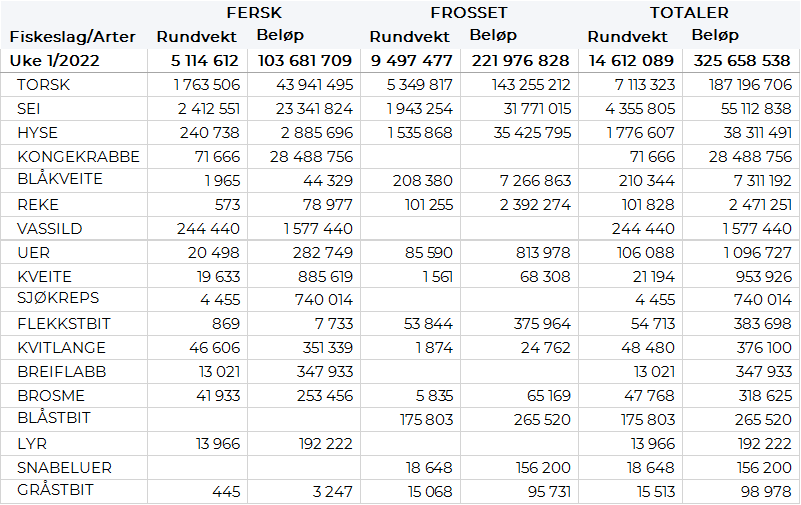 FERSK FROSSET TOTALER
Fiskeslag/Arter Rundvekt Beløp Rundvekt Beløp Rundvekt Beløp
Uke 1/2022 5 114 612 103 681 709 9 497 477 221 976 828 14 612 089 325 658 538
TORSK 1 763 506 43 941 495 5 349 817 143 255 212 7 113 323 187 196 706
SEI 2 412 551 23 341 824 1 943 254 31 771 015 4 355 805 55 112 838
HYSE 240 738 2 885 696 1 535 868 35 425 795 1 776 607 38 311 491
KONGEKRABBE 71 666 28 488 756 71 666 28 488 756
BLÅKVEITE 1 965 44 329 208 380 7 266 863 210 344 7 311 192
REKE 573 78 977 101 255 2 392 274 101 828 2 471 251
VASSILD 244 440 1 577 440 244 440 1 577 440
UER 20 498 282 749 85 590 813 978 106 088 1 096 727
KVEITE 19 633 885 619 1 561 68 308 21 194 953 926
SJØKREPS 4 455 740 014 4 455 740 014
FLEKKSTBIT 869 7 733 53 844 375 964 54 713 383 698
KVITLANGE 46 606 351 339 1 874 24 762 48 480 376 100
BREIFLABB 13 021 347 933 13 021 347 933
BROSME 41 933 253 456 5 835 65 169 47 768 318 625
BLÅSTBIT 175 803 265 520 175 803 265 520
LYR 13 966 192 222 13 966 192 222
SNABELUER 18 648 156 200 18 648 156 200
GRÅSTBIT 445 3 247 15 068 95 731 15 513 98 978